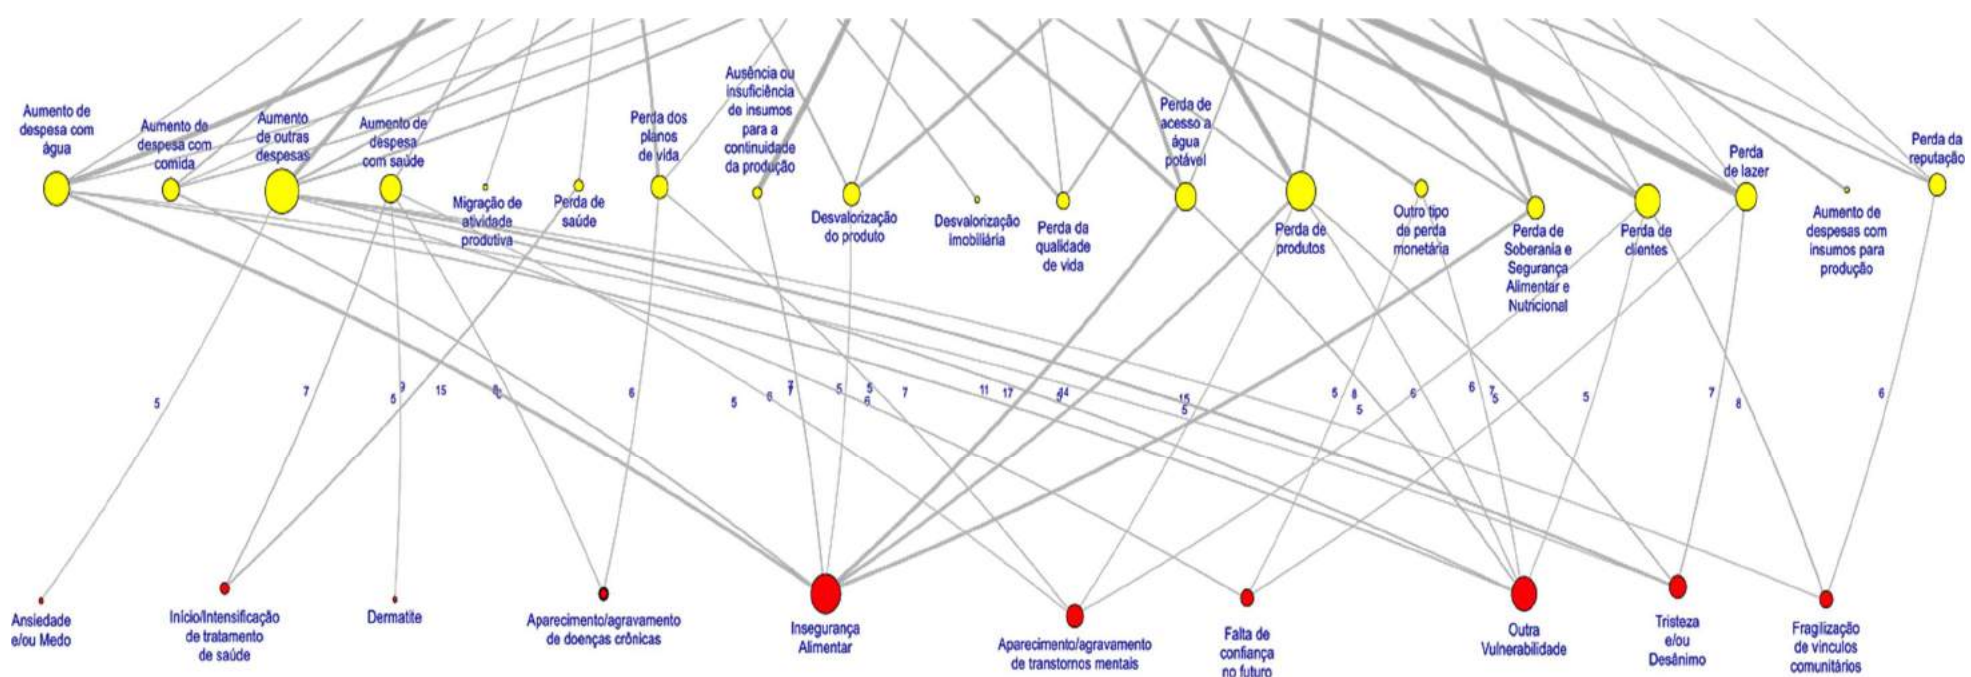 Aumento de
despesa com
água
Aumento de
despesa com
comida
Aumento
de outras
despesas
Aumento de
despesa
com saúde
Migração de
atividade
produtiva
Perda de
saúde
Perda dos
planos
de vida
Ausência ou
insuficiência
de insumos
para a
continuidade
da produção
Desvalorização
do produto
Desvalorização
imobiliária
Perda da
qualidade
de vida
Perda de
acesso a
água
potável
Perda de
produtos
Outro tipo
de perda
monetária
Perda de
Soberania e
Segurança
Alimentar e
Nutricional
Perda de
clientes
Perda
de lazer
Aumento de
despesas com
insumos para
produção
Perda da
reputação
5
7
9
5
15
6
5
6
7
5
5
6
7
11
17
15
5
5
8
5
6
6
7
5
5
7
8
6
Ansiedade
e/ou Medo
Início/Intensificação
de tratamento
de saúde
Dermatite
Aparecimento/agravamento
de doenças crônicas
Insegurança
Alimentar
Aparecimento/agravamento
de transtornos mentais
Falta de
confiança
no futuro
Outra
Vulnerabilidade
Tristeza
e/ou
Desânimo
Fragilização
de vínculos
comunitários